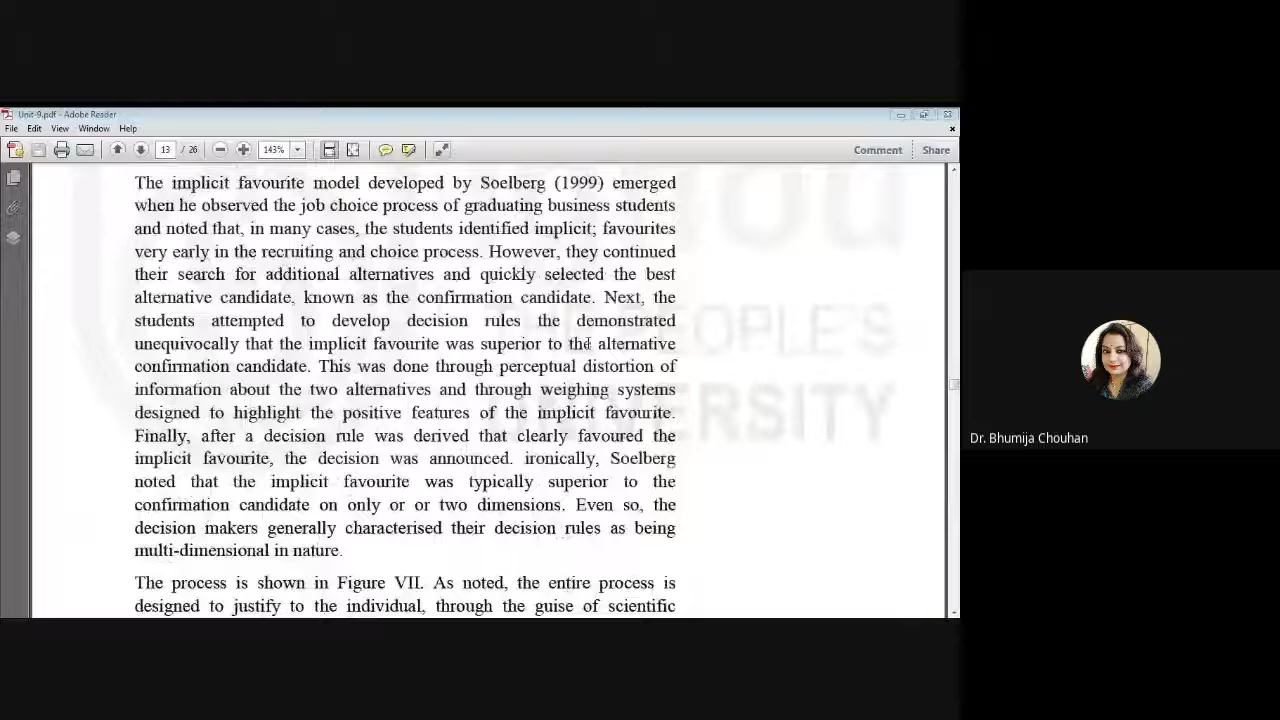 Unit-9.pdf - Adobe Reader
File Edit View Window Help
13 / 26
143%
Comment Share
The implicit favourite model developed by Soelberg (1999) emerged
when he observed the job choice process of graduating business students
and noted that, in many cases, the students identified implicit; favourites
very early in the recruiting and choice process. However, they continued
their search for additional alternatives and quickly selected the best
alternative candidate, known as the confirmation candidate. Next, the
students attempted to develop decision rules the demonstrated
unequivocally that the implicit favourite was superior to the alternative
confirmation candidate. This was done through perceptual distortion of
information about the two alternatives and through weighing systems
designed to highlight the positive features of the implicit favourite.
Finally, after a decision rule was derived that clearly favoured the
implicit favourite, the decision was announced. ironically, Soelberg
noted that the implicit favourite was typically superior to the
confirmation candidate on only or or two dimensions. Even so, the
decision makers generally characterised their decision rules as being
multi-dimensional in nature.
The process is shown in Figure VII. As noted, the entire process is
designed to justify to the individual, through the guise of scientific
THE PEOPLE'S
UNIVERSITY
Dr. Bhumija Chouhan